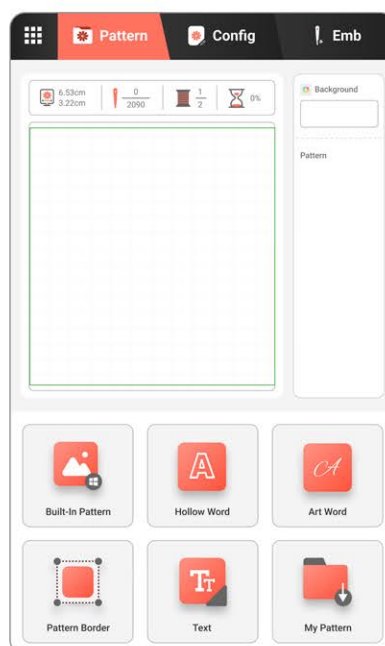 Pattern
Config
Emb
6.53cm
3.22cm
0
2090
1
2
0%
Background
Pattern
Built-In Pattern
Hollow Word
Art Word
Pattern Border
Text
My Pattern